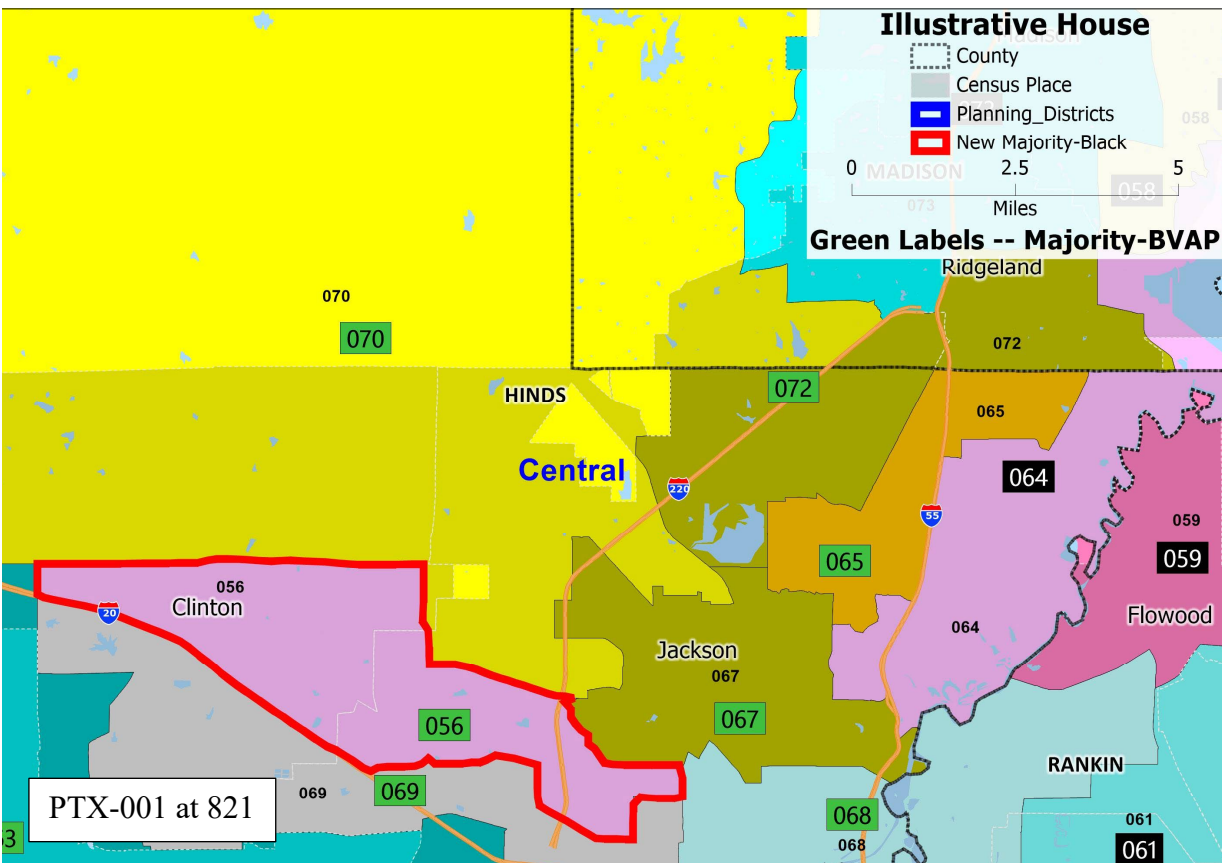 Illustrative House
County
Census Place
Planning_Districts
New Majority-Black
0 2.5 5
Miles
Green Labels -- Majority-BVAP
Madison
073
058
MADISON
058
073
Ridgeland
070
070
072
HINDS
072
065
Central
220
064
55
059
065
059
056
Clinton
20
064
Flowood
Jackson
067
056
067
RANKIN
069
069
PTX-001 at 821
068
068
061
061